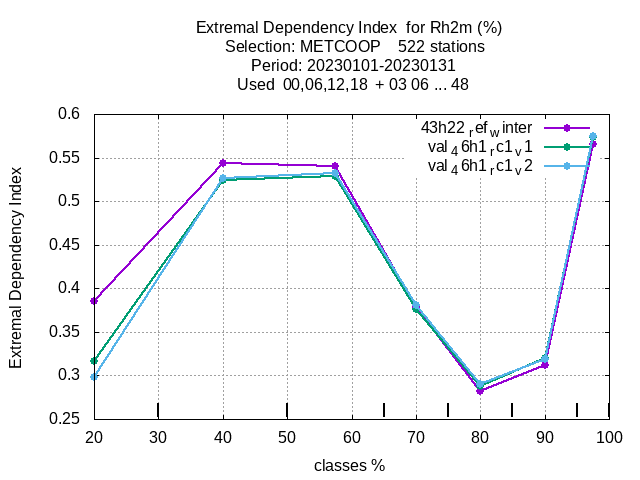 Extremal Dependency Index  for Rh2m (%)
Selection: METCOOP    522 stations
Period: 20230101-20230131
Used  00,06,12,18  + 03 06 ... 48
43h22_ref_winter
val_46h1_rc1_v1
val_46h1_rc1_v2
Extremal Dependency Index
0.6
0.55
0.5
0.45
0.4
0.35
0.3
0.25
20 30 40 50 60 70 80 90 100
classes %